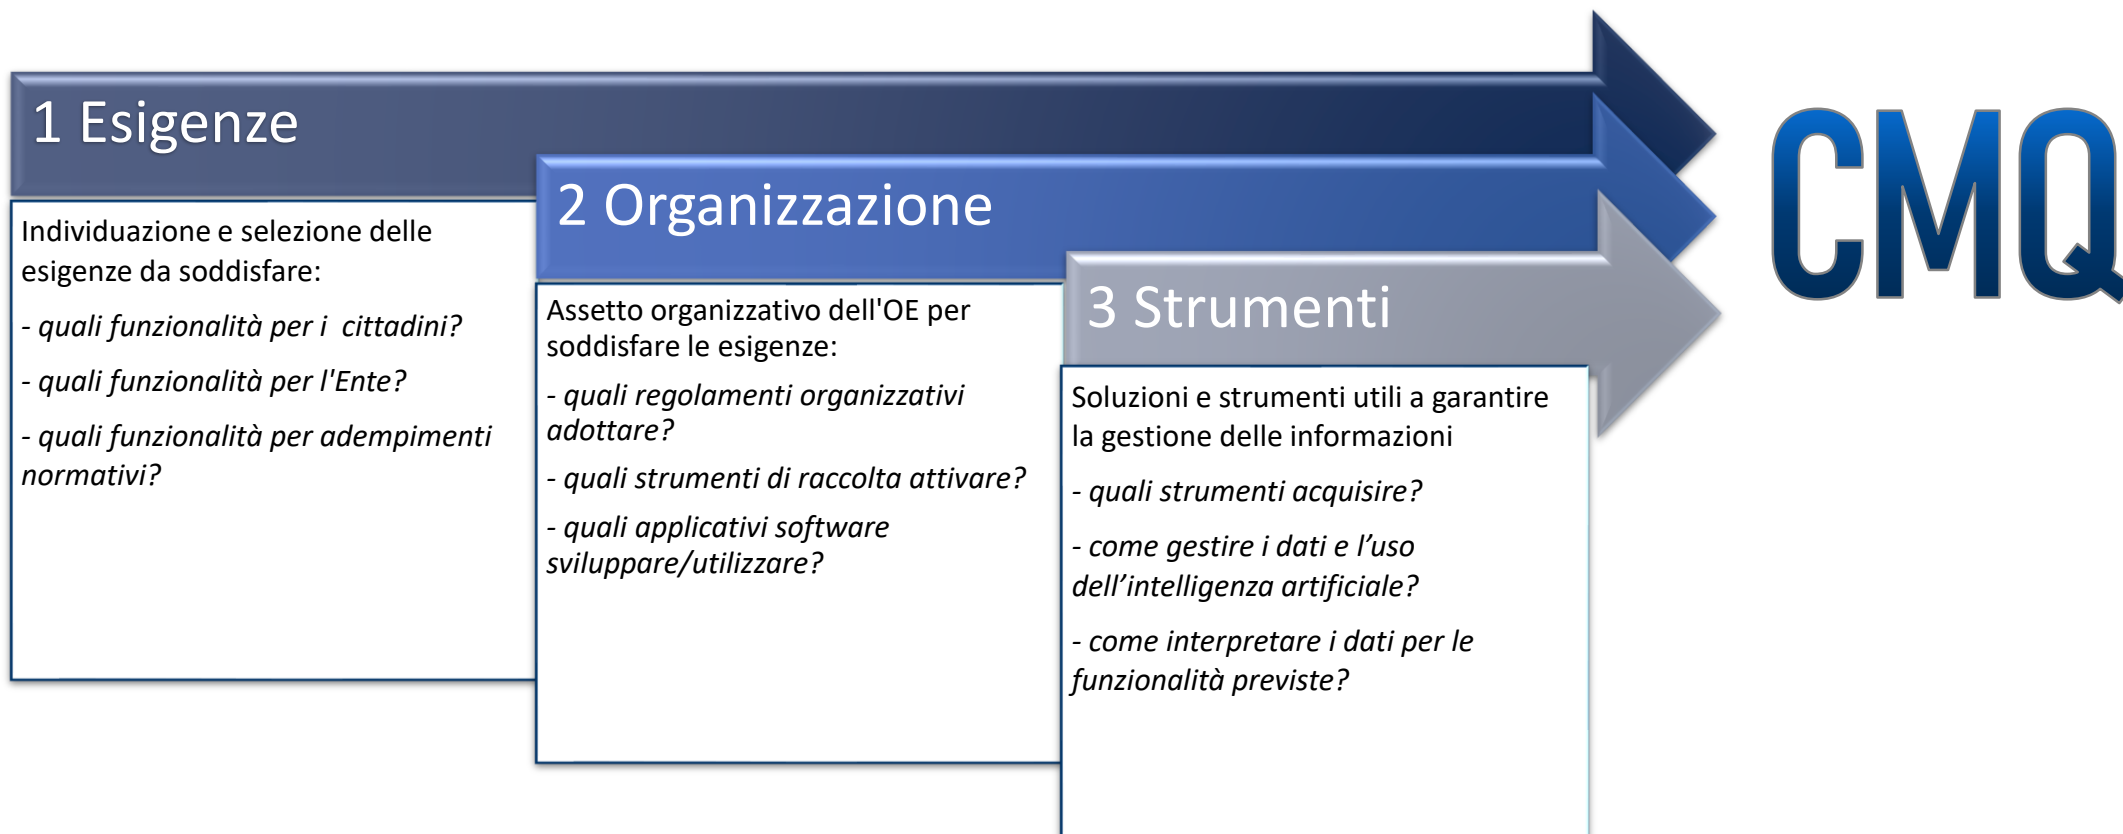 1 Esigenze
Individuazione e selezione delle
esigenze da soddisfare:
- quali funzionalità per i  cittadini?
- quali funzionalità per l'Ente?
- quali funzionalità per adempimenti
normativi?
2 Organizzazione
Assetto organizzativo dell'OE per
soddisfare le esigenze:
- quali regolamenti organizzativi
adottare?
- quali strumenti di raccolta attivare?
- quali applicativi software
sviluppare/utilizzare?
3 Strumenti
Soluzioni e strumenti utili a garantire
la gestione delle informazioni
- quali strumenti acquisire?
- come gestire i dati e l’uso
dell’intelligenza artificiale?
- come interpretare i dati per le
funzionalità previste?
CMQ